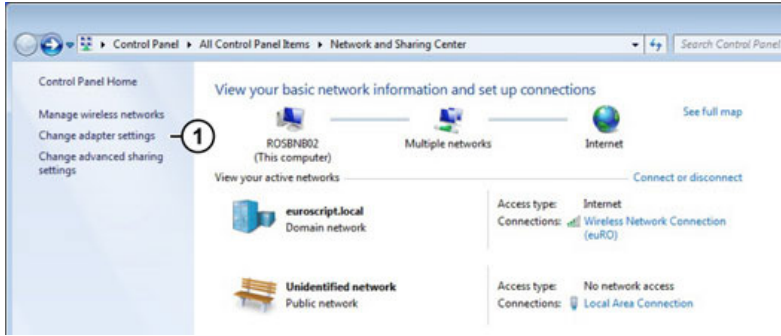 Control Panel ▸ All Control Panel Items ▸ Network and Sharing Center
Search Control Panel
Control Panel Home
Manage wireless networks
Change adapter settings
1
Change advanced sharing
settings
View your basic network information and set up connections
See full map
ROSBNB02
(This computer)
Multiple networks
Internet
View your active networks
Connect or disconnect
euroscript.local
Domain network
Access type: Internet
Connections: Wireless Network Connection
(euRO)
Unidentified network
Public network
Access type: No network access
Connections: Local Area Connection